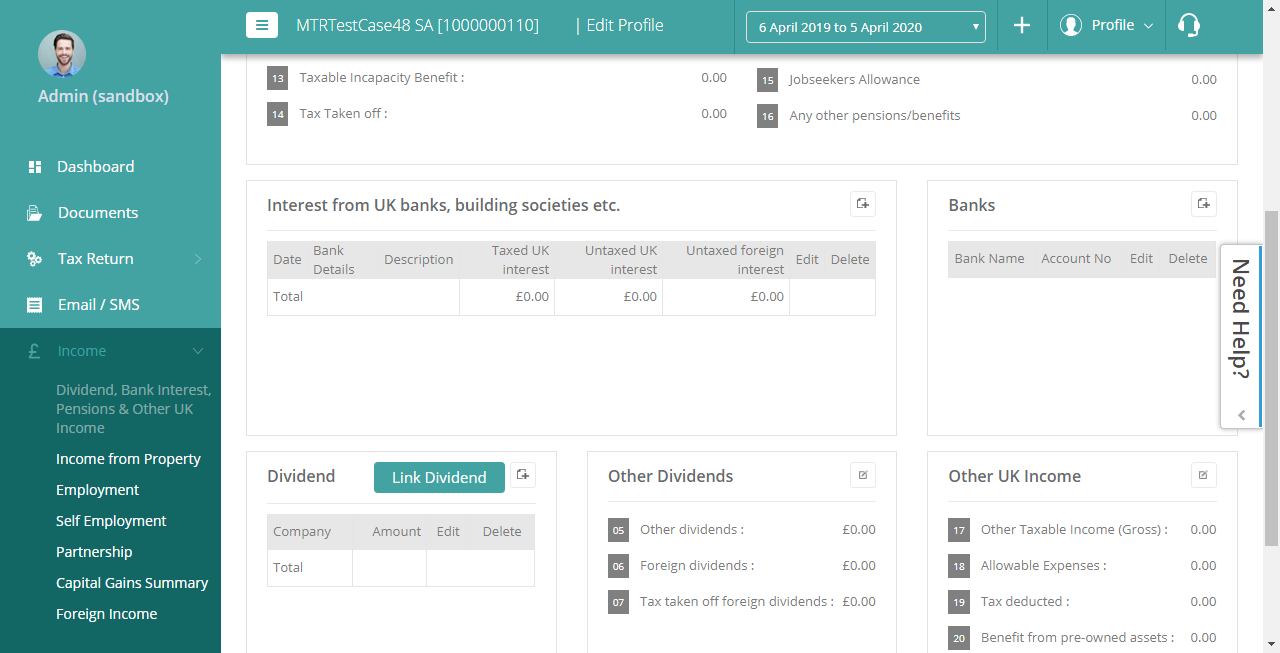 MTRTestCase48 SA [1000000110] | Edit Profile
6 April 2019 to 5 April 2020
Profile
Admin (sandbox)
Dashboard
Documents
Tax Return
Email / SMS
Income
Dividend, Bank Interest,
Pensions & Other UK
Income
Income from Property
Employment
Self Employment
Partnership
Capital Gains Summary
Foreign Income
13 Taxable Incapacity Benefit : 0.00
14 Tax Taken off : 0.00
15 Jobseekers Allowance 0.00
16 Any other pensions/benefits 0.00
Interest from UK banks, building societies etc.
Date Bank Details Description Taxed UK interest Untaxed UK interest Untaxed foreign interest Edit Delete
Total £0.00 £0.00 £0.00
Banks
Bank Name Account No Edit Delete
Need Help?
Dividend Link Dividend
Company Amount Edit Delete
Total
Other Dividends
05 Other dividends : £0.00
06 Foreign dividends : £0.00
07 Tax taken off foreign dividends : £0.00
Other UK Income
17 Other Taxable Income (Gross) : 0.00
18 Allowable Expenses : 0.00
19 Tax deducted : 0.00
20 Benefit from pre-owned assets : 0.00